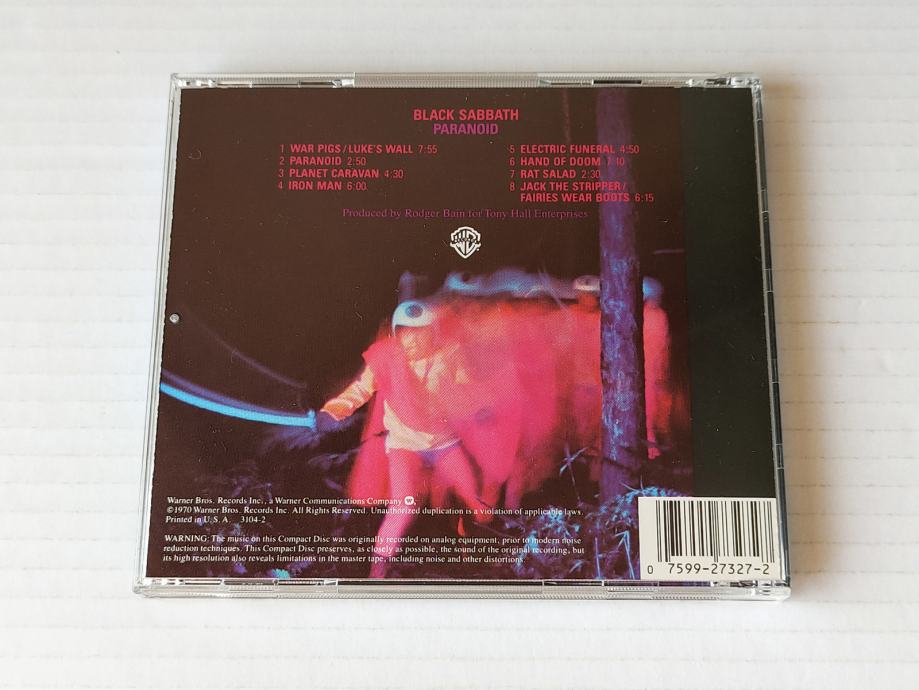 BLACK SABBATH
PARANOID
1 WAR PIGS/LUKE'S WALL 7:55
2 PARANOID 2:50
3 PLANET CARAVAN 4:30
4 IRON MAN 6:00
5 ELECTRIC FUNERAL 4:50
6 HAND OF DOOM 7:10
7 RAT SALAD 2:30
8 JACK THE STRIPPER/
FAIRIES WEAR BOOTS 6:15
Produced by Rodger Bain for Tony Hall Enterprises
Warner Bros. Records Inc., a Warner Communications Company
©1970 Warner Bros. Records Inc. All Rights Reserved. Unauthorized duplication is a violation of applicable laws.
Printed in U.S.A. 3104-2
WARNING: The music on this Compact Disc was originally recorded on analog equipment, prior to modern noise
reduction techniques. This Compact Disc preserves, as closely as possible, the sound of the original recording, but
its high resolution also reveals limitations in the master tape, including noise and other distortions.
0 7599-27327-2